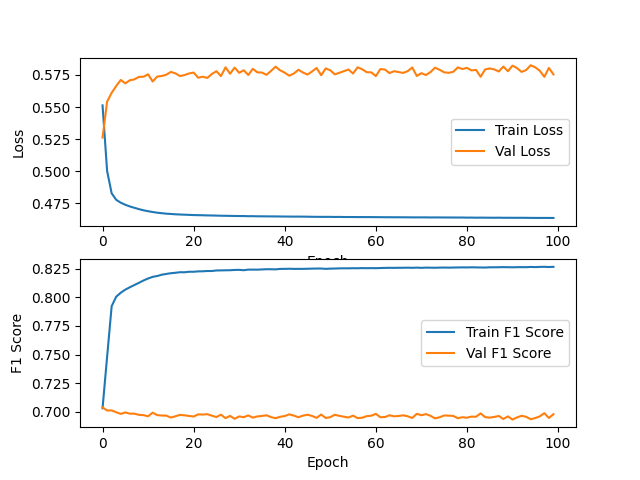 Loss
0.575
0.550
0.525
0.500
0.475
Train Loss
Val Loss
0 20 40 60 80 100
Epoch
F1 Score
0.825
0.800
0.775
0.750
0.725
0.700
Train F1 Score
Val F1 Score
0 20 40 60 80 100
Epoch